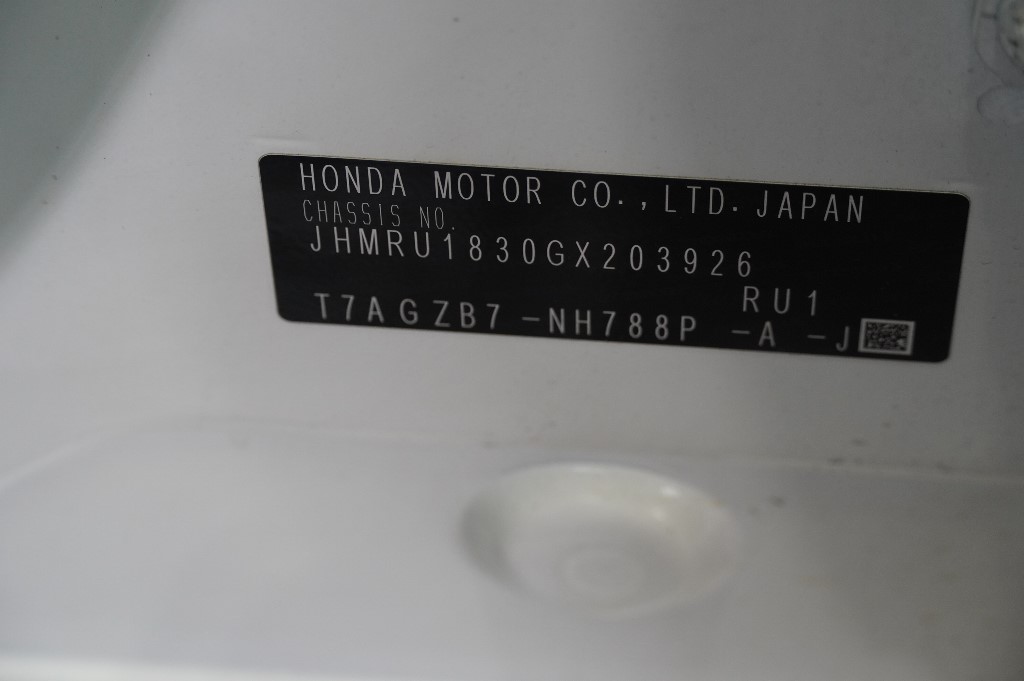 HONDA MOTOR CO.,LTD. JAPAN
CHASSIS NO.
JHMRU1830GX203926
RU1
T7AGZB7 -NH788P -A -J